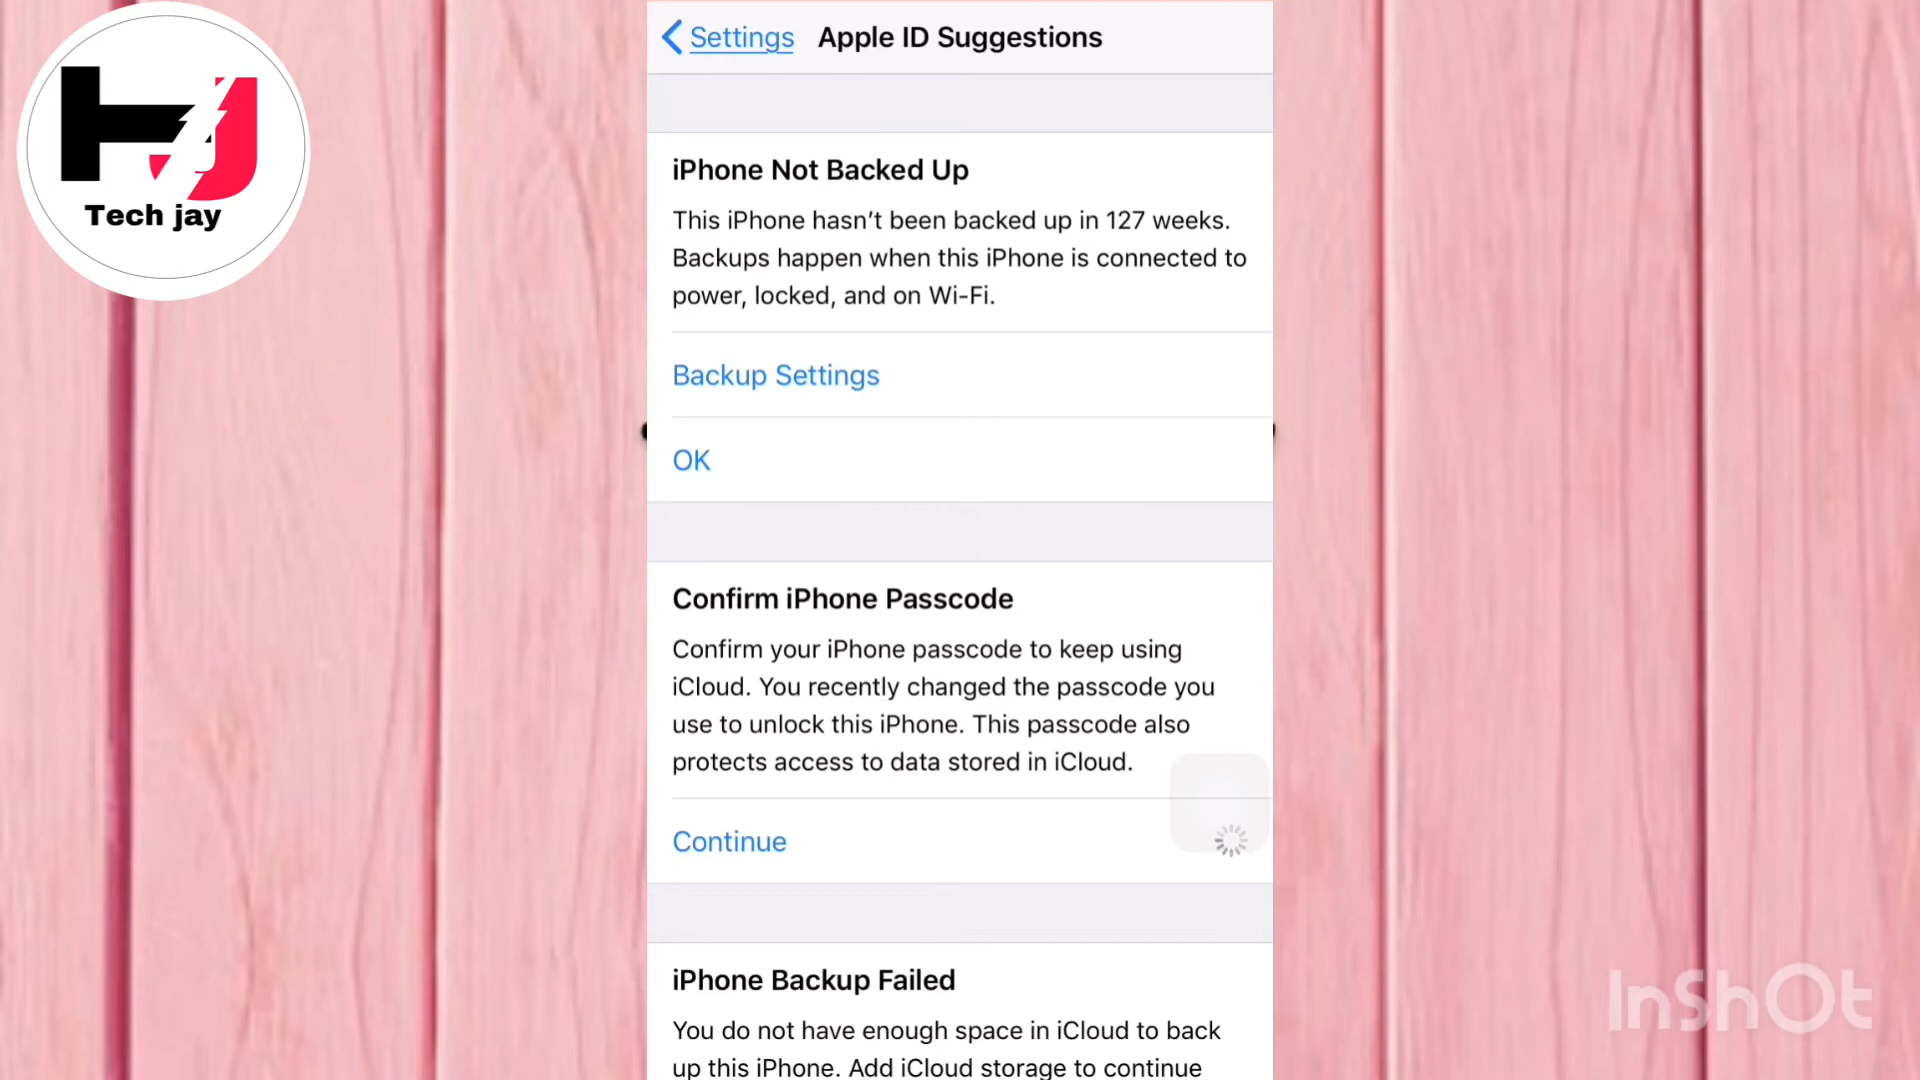 Settings
Apple ID Suggestions
Tech jay
iPhone Not Backed Up
This iPhone hasn’t been backed up in 127 weeks.
Backups happen when this iPhone is connected to
power, locked, and on Wi-Fi.
Backup Settings
OK
Confirm iPhone Passcode
Confirm your iPhone passcode to keep using
iCloud. You recently changed the passcode you
use to unlock this iPhone. This passcode also
protects access to data stored in iCloud.
Continue
iPhone Backup Failed
You do not have enough space in iCloud to back
up this iPhone. Add iCloud storage to continue
InShOt